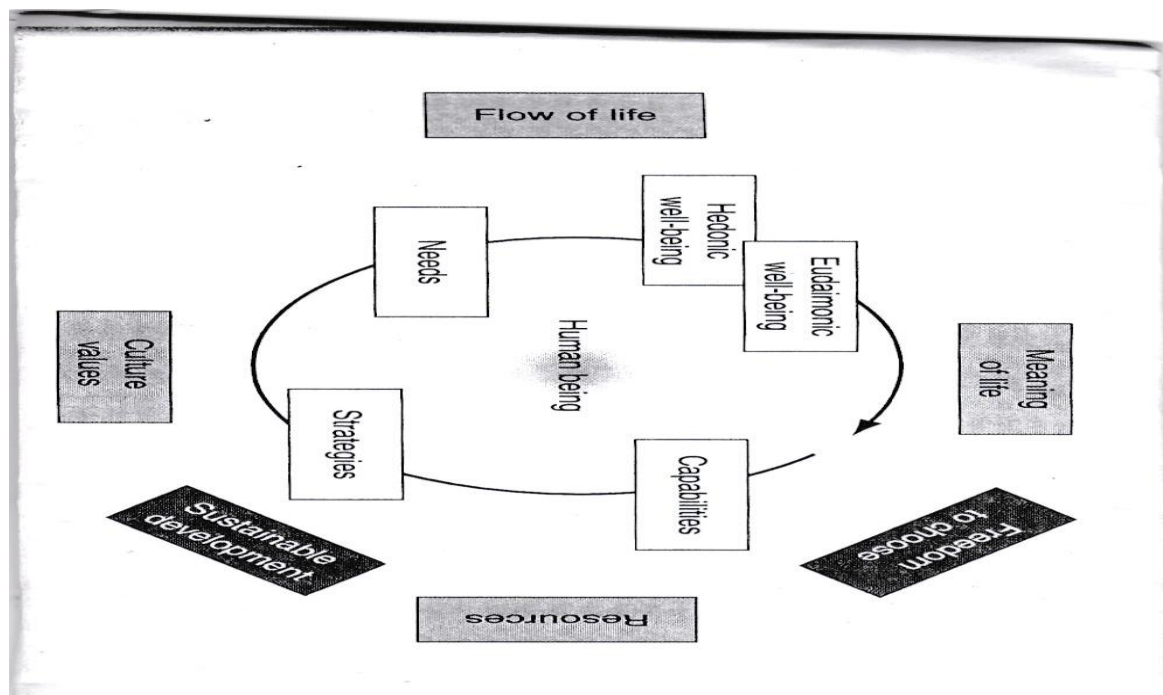 Flow of life
Hedonic
well-being
Eudaimonic
well-being
Needs
Human being
Meaning
of life
Culture
values
Strategies
Capabilities
Sustainable
development
Freedom
to choose
Resources